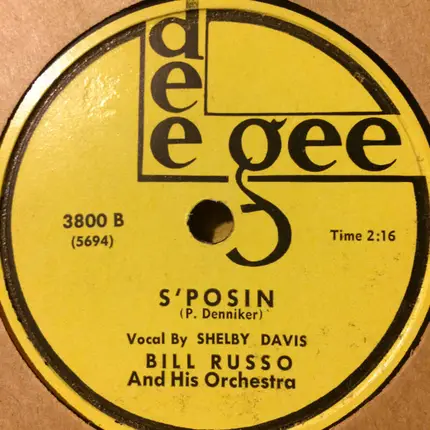 dee gee
3800 B
(5694)
Time 2:16
S'POSIN
(P. Denniker)
Vocal By SHELBY DAVIS
BILL RUSSO
And His Orchestra